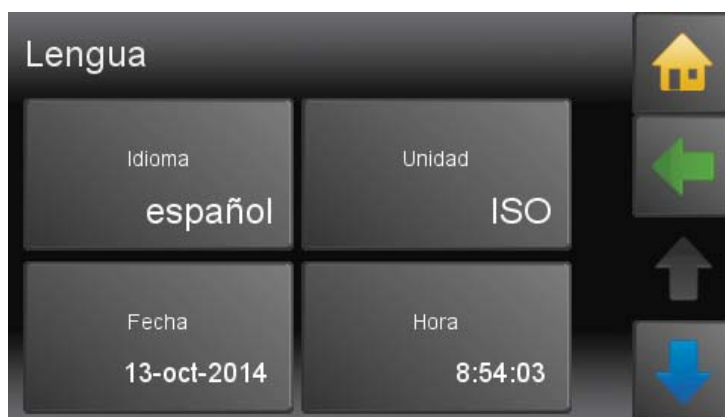 Lengua
Idioma
español
Unidad
ISO
Fecha
13-oct-2014
Hora
8:54:03